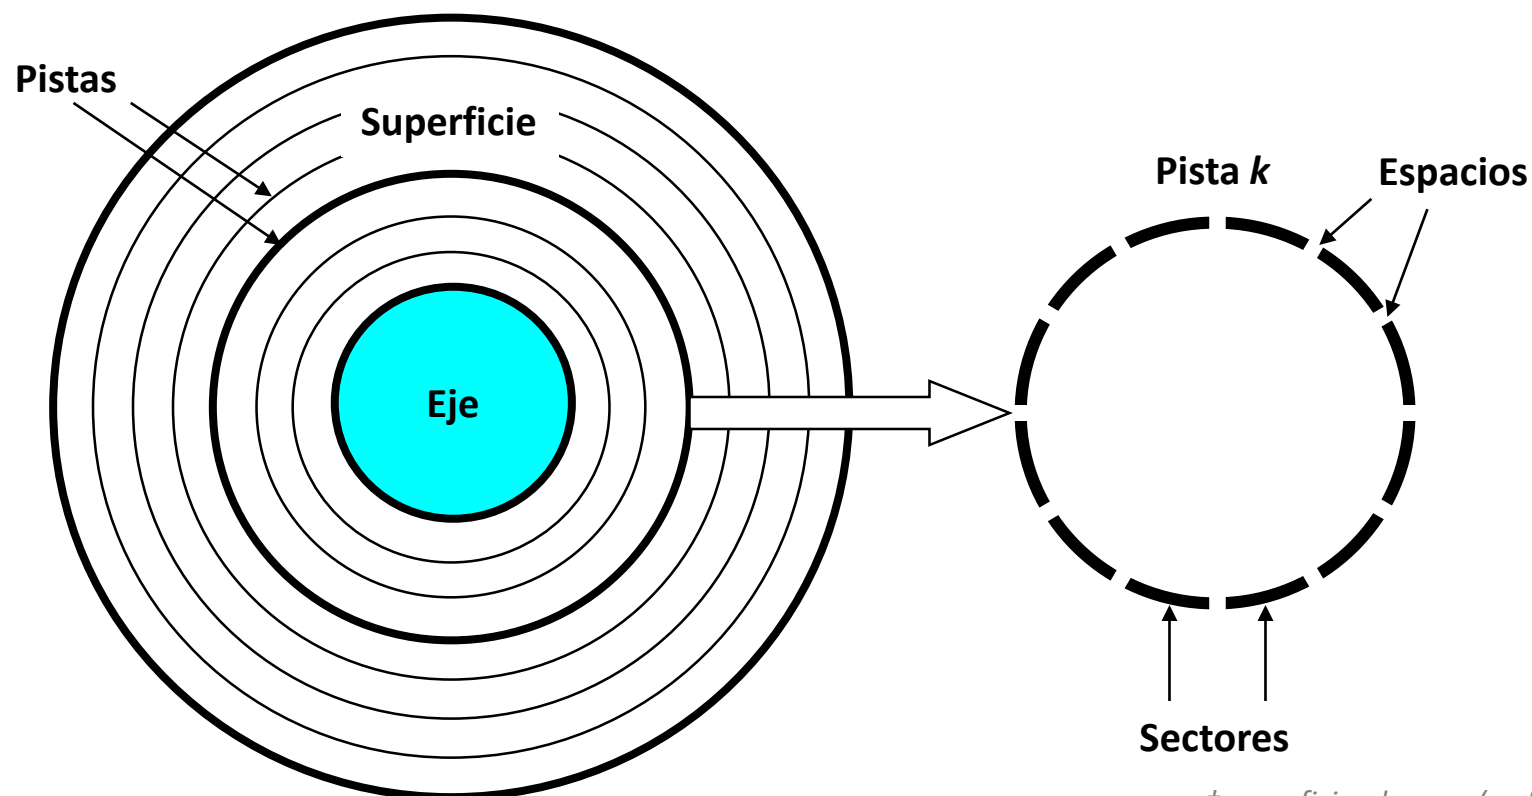 Pistas
Superficie
Eje
Pista k
Espacios
Sectores